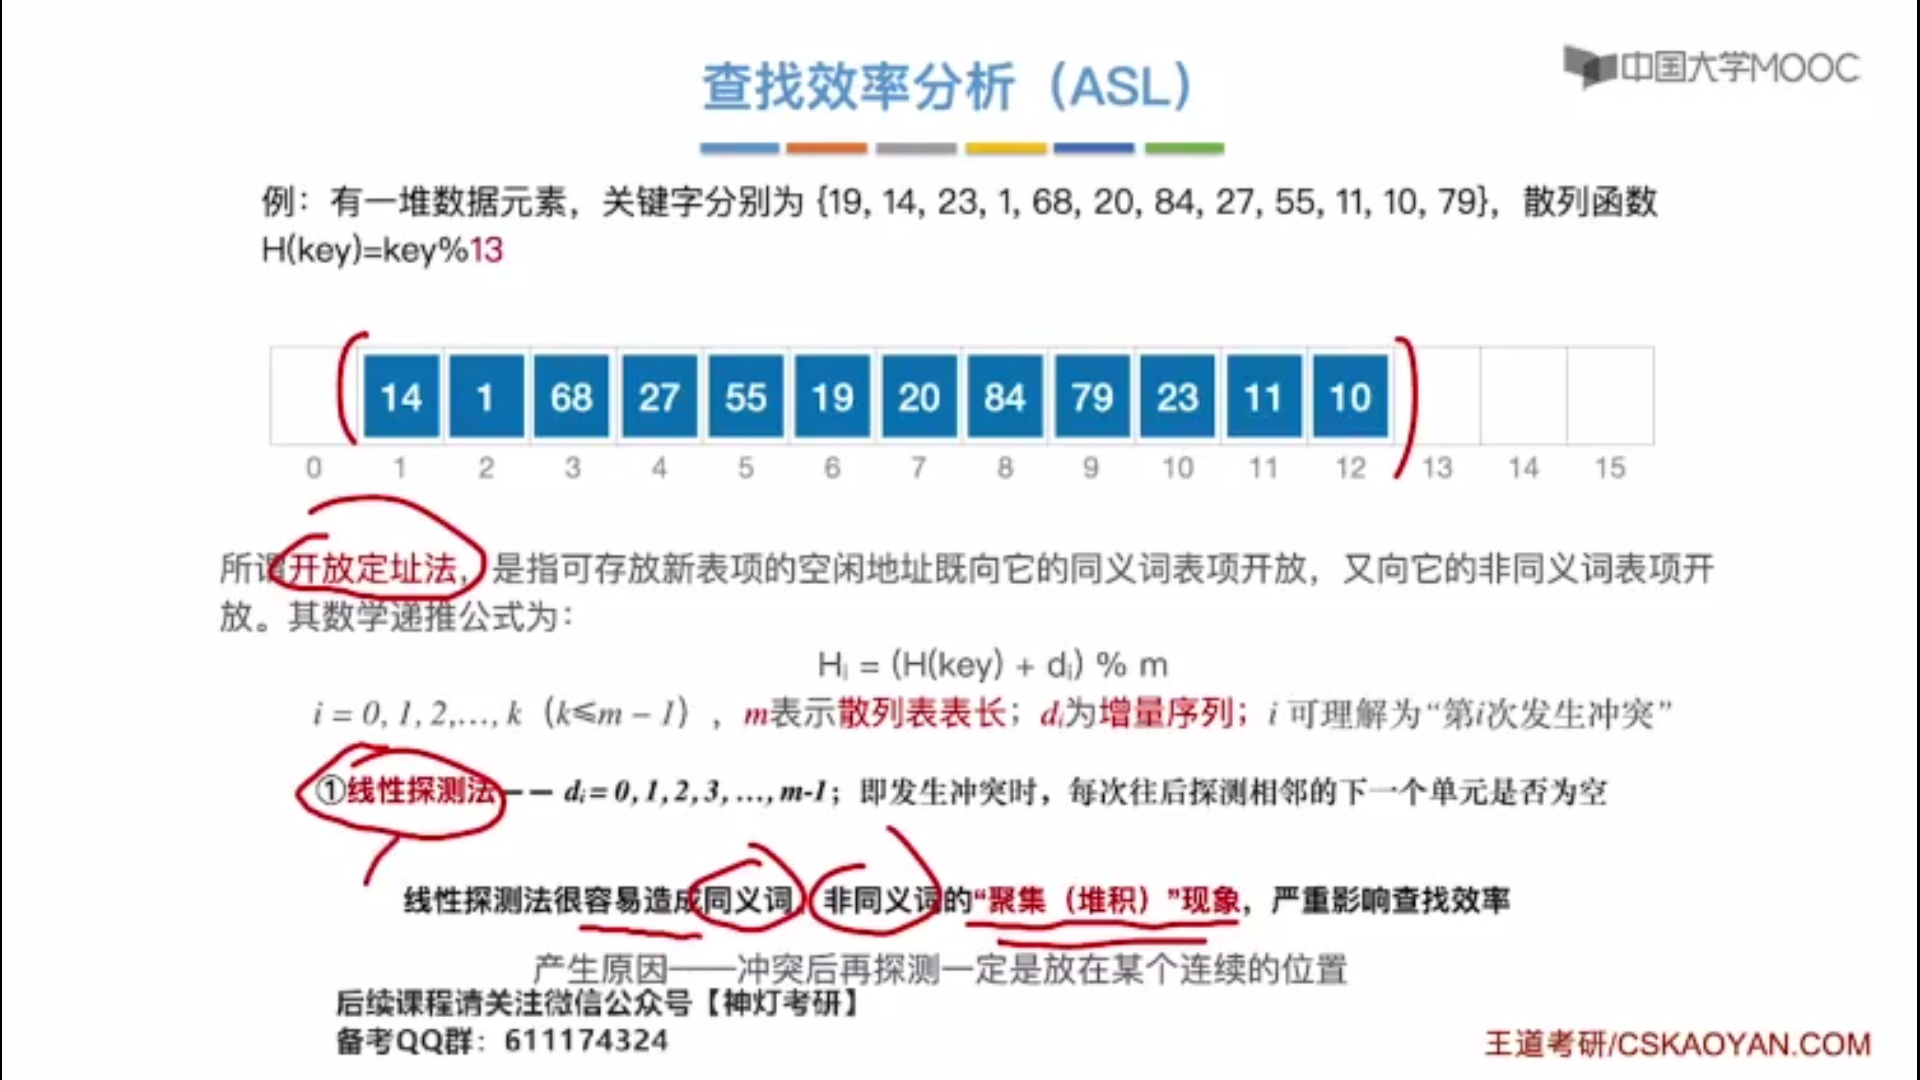 查找效率分析（ASL）
中国大学MOOC
例：有一堆数据元素，关键字分别为 {19, 14, 23, 1, 68, 20, 84, 27, 55, 11, 10, 79}，散列函数
H(key)=key%13
14 1 68 27 55 19 20 84 79 23 11 10
0 1 2 3 4 5 6 7 8 9 10 11 12 13 14 15
所谓开放定址法，是指可存放新表项的空闲地址既向它的同义词表项开放，又向它的非同义词表项开
放。其数学递推公式为：
Hᵢ = (H(key) + dᵢ) % m
i = 0, 1, 2,…, k（k≤m – 1），m表示散列表表长；dᵢ为增量序列；i 可理解为“第i次发生冲突”
①线性探测法—— dᵢ = 0, 1, 2, 3, …, m-1；即发生冲突时，每次往后探测相邻的下一个单元是否为空
线性探测法很容易造成同义词、非同义词的“聚集（堆积）”现象，严重影响查找效率
产生原因——冲突后再探测一定是放在某个连续的位置
后续课程请关注微信公众号【神灯考研】
备考QQ群：611174324
王道考研/CSKAOYAN.COM